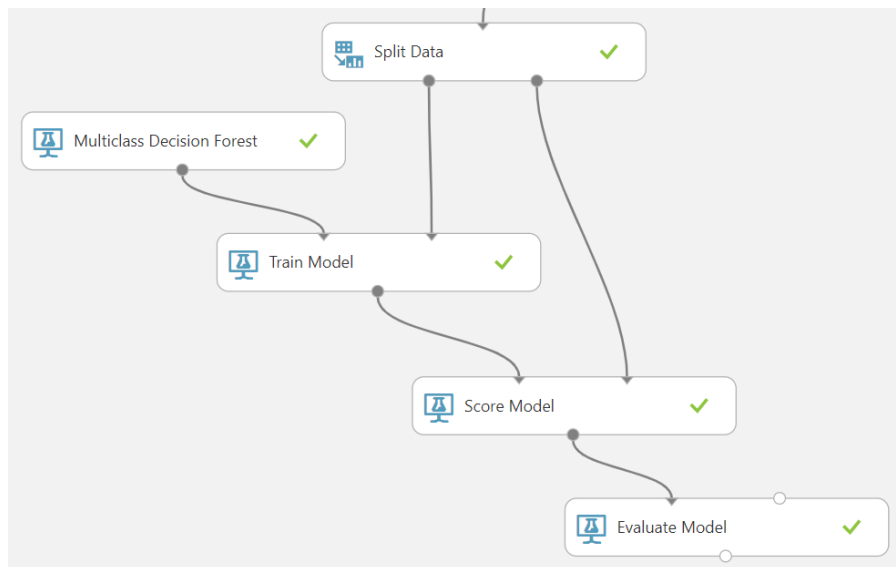 Split Data
Multiclass Decision Forest
Train Model
Score Model
Evaluate Model